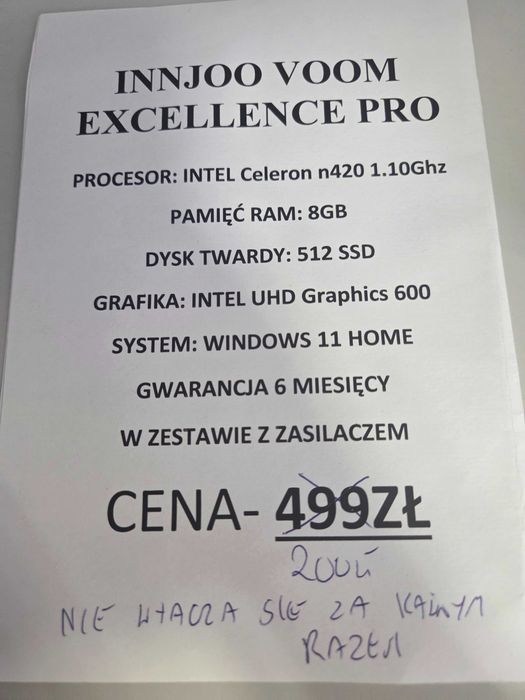 INNJOO VOOM
EXCELLENCE PRO
PROCESOR: INTEL Celeron n420 1.10Ghz
PAMIĘĆ RAM: 8GB
DYSK TWARDY: 512 SSD
GRAFIKA: INTEL UHD Graphics 600
SYSTEM: WINDOWS 11 HOME
GWARANCJA 6 MIESIĘCY
W ZESTAWIE Z ZASILACZEM
CENA- 499ZŁ
200zł
NIE WŁĄCZA SIĘ ZA KAŻDYM
RAZEM